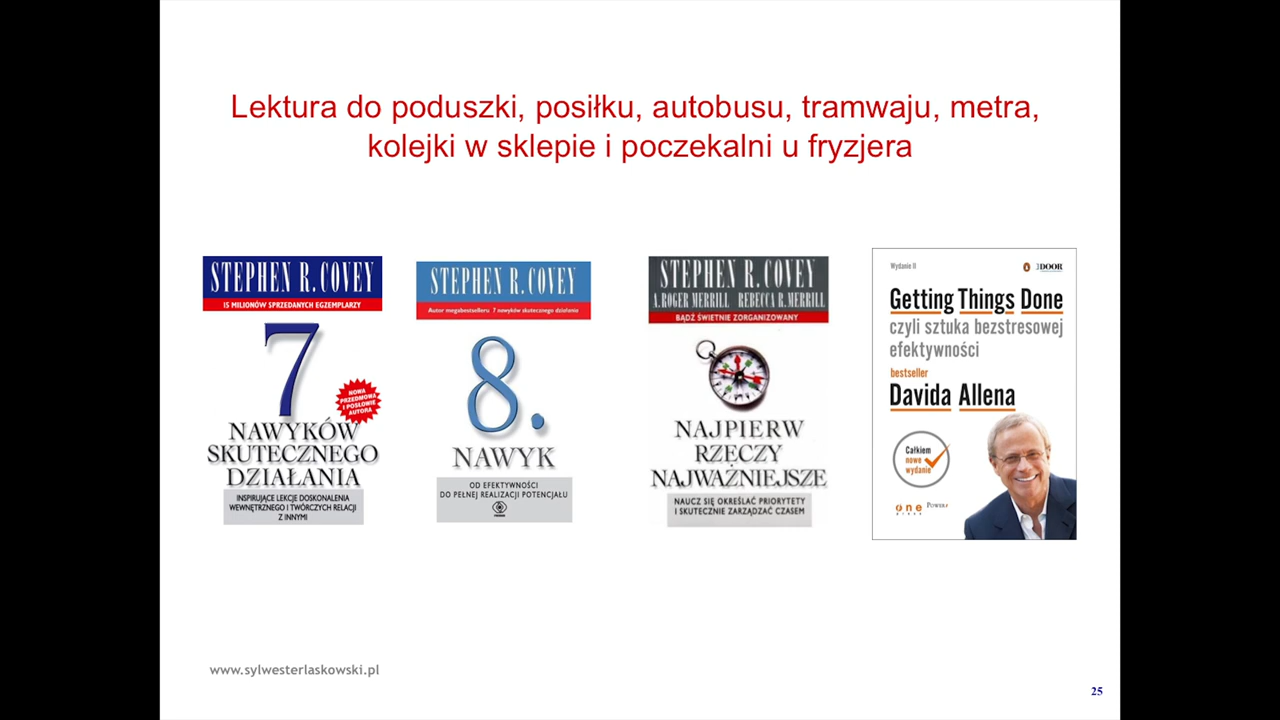 Lektura do poduszki, posiłku, autobusu, tramwaju, metra,
kolejki w sklepie i poczekalni u fryzjera
STEPHEN R. COVEY
15 MILIONÓW SPRZEDANYCH EGZEMPLARZY
7
NOWA
PRZEDMOWA
I POSŁOWIE
AUTORA
NAWYKÓW
SKUTECZNEGO
DZIAŁANIA
INSPIRUJĄCE LEKCJE DOSKONALENIA
WEWNĘTRZNEGO I TWÓRCZYCH RELACJI
Z INNYMI
STEPHEN R. COVEY
Autor megabestselleru 7 nawyków skutecznego działania
8.
NAWYK
OD EFEKTYWNOŚCI
DO PEŁNEJ REALIZACJI POTENCJAŁU
STEPHEN R. COVEY
A. ROGER MERRILL REBECCA R. MERRILL
BĄDŹ ŚWIETNIE ZORGANIZOWANY
NAJPIERW
RZECZY
NAJWAŻNIEJSZE
NAUCZ SIĘ OKREŚLAĆ PRIORYTETY
I SKUTECZNIE ZARZĄDZAĆ CZASEM
Wydanie II
DOOR
Getting Things Done
czyli sztuka bezstresowej
efektywności
bestseller
Davida Allena
Całkiem
nowe
wydanie
one
press
POWER
www.sylwesterlaskowski.pl
25